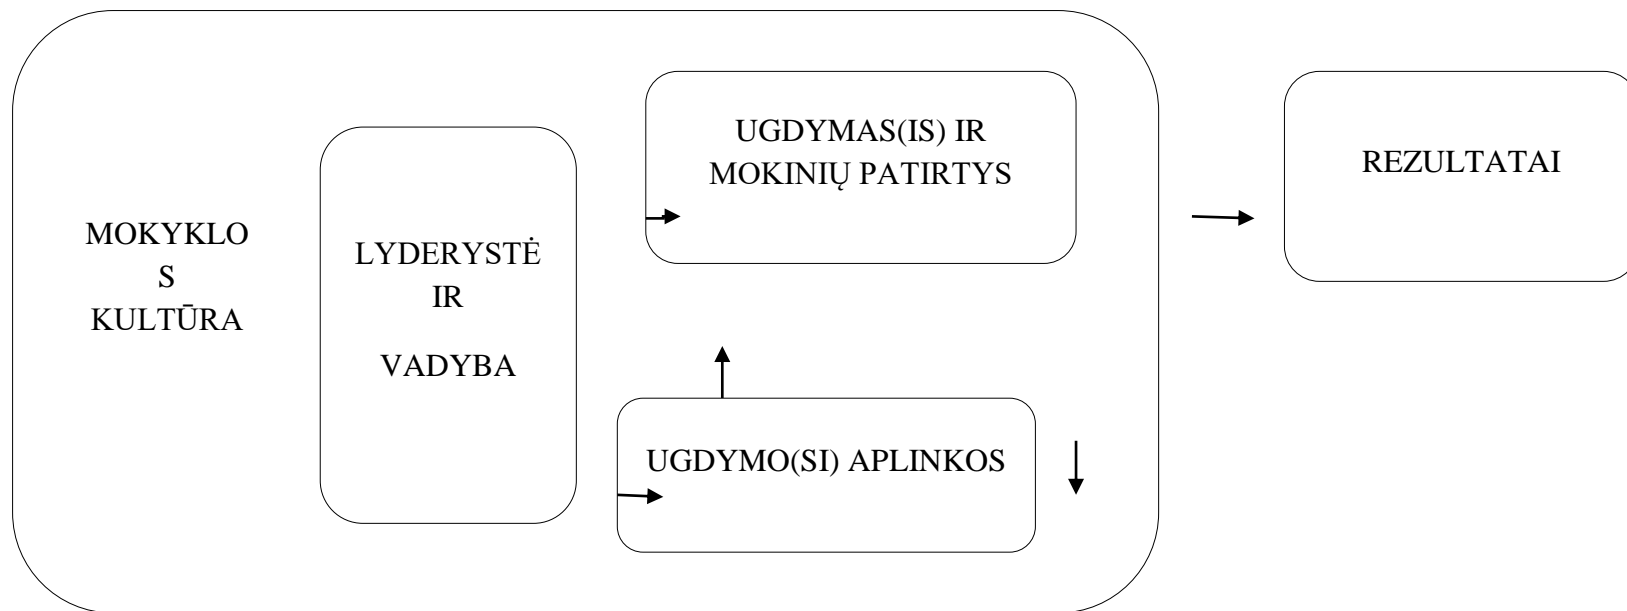 MOKYKLO
S
KULTŪRA
LYDERYSTĖ
IR
VADYBA
UGDYMAS(IS) IR
MOKINIŲ PATIRTYS
UGDYMO(SI) APLINKOS
REZULTATAI